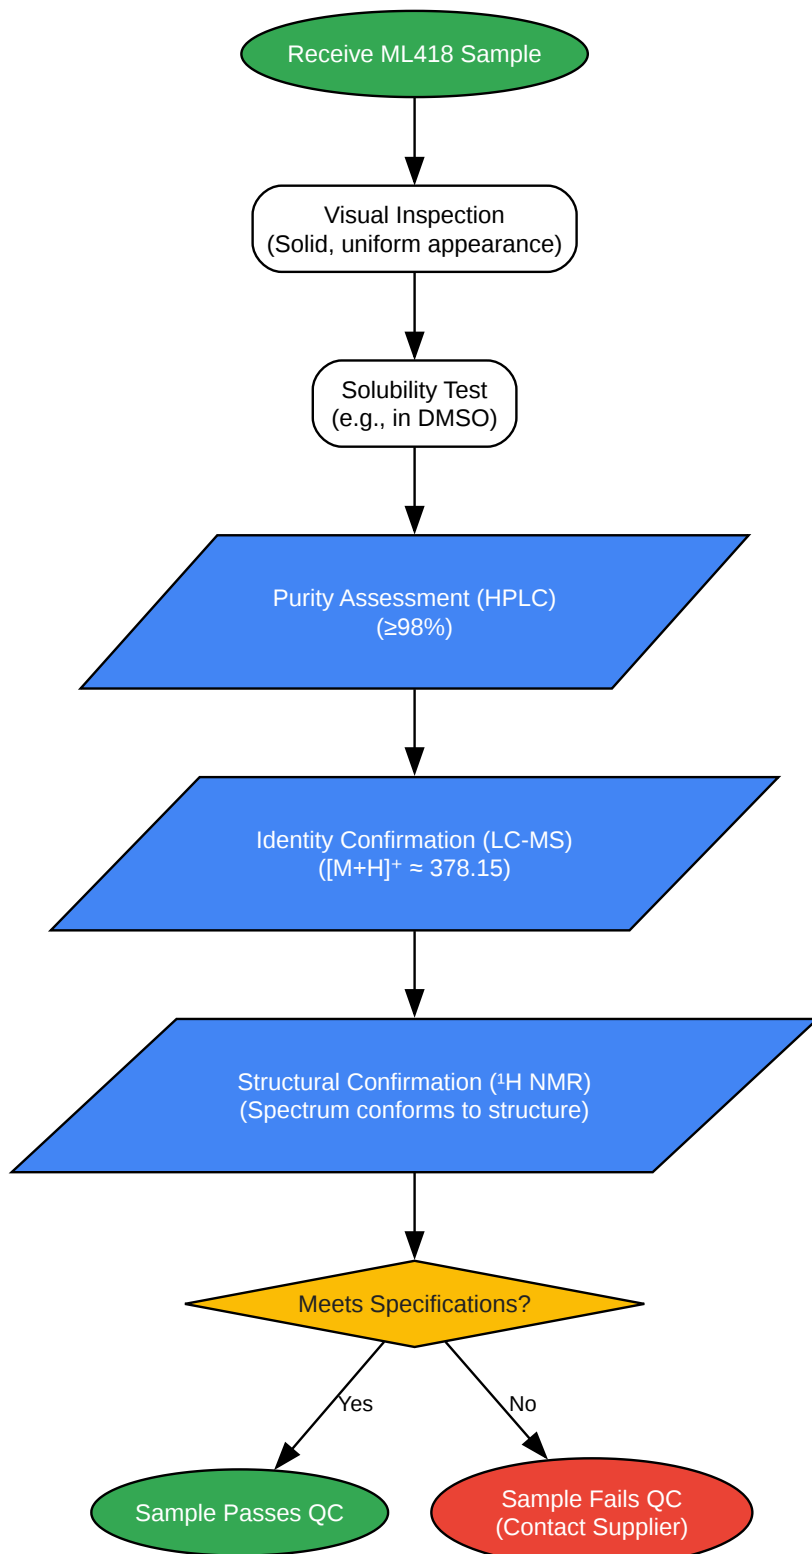 Receive ML418 Sample
Visual Inspection
(Solid, uniform appearance)
Solubility Test
(e.g., in DMSO)
Purity Assessment (HPLC)
(≥98%)
Identity Confirmation (LC-MS)
([M+H]⁺ ≈ 378.15)
Structural Confirmation (¹H NMR)
(Spectrum conforms to structure)
Meets Specifications?
Yes
No
Sample Passes QC
Sample Fails QC
(Contact Supplier)